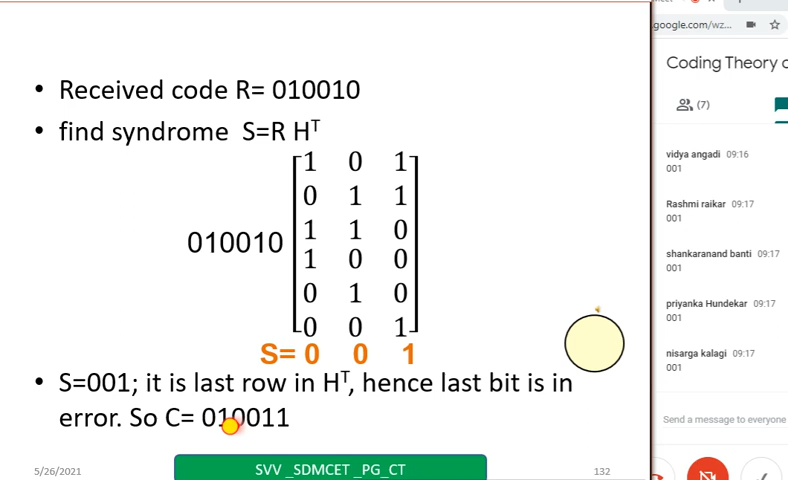 google.com/wz...
Coding Theory
(7)
• Received code R= 010010
• find syndrome S=R Hᵀ
1 0 1
0 1 1
1 1 0
010010
1 0 0
0 1 0
0 0 1
S= 0 0 1
• S=001; it is last row in Hᵀ, hence last bit is in
error. So C= 010011
5/26/2021
SVV _SDMCET _PG_CT
132
vidya angadi 09:16
001
Rashmi raikar 09:17
001
shankaranand banti 09:17
001
priyanka Hundekar 09:17
001
nisarga kalagi 09:17
001
Send a message to everyone